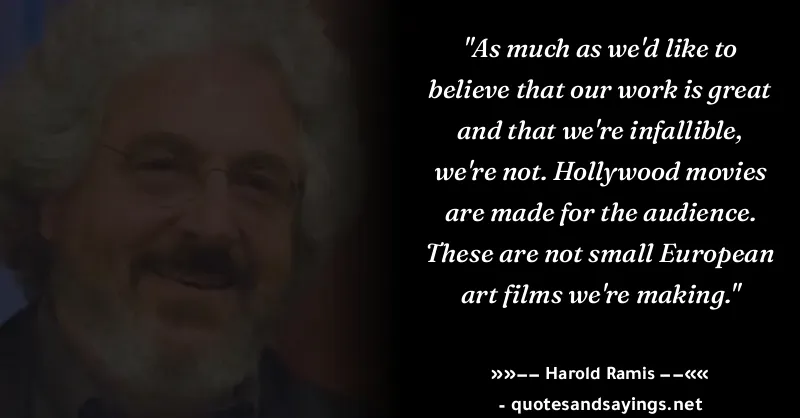 "As much as we'd like to
believe that our work is great
and that we're infallible,
we're not. Hollywood movies
are made for the audience.
These are not small European
art films we're making."
»»–– Harold Ramis ––««
- quotesandsayings.net